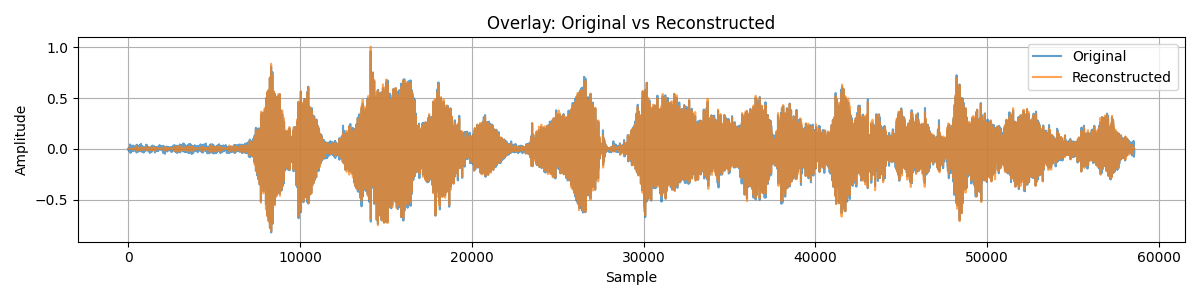 Overlay: Original vs Reconstructed
Original
Reconstructed
Amplitude
1.0
0.5
0.0
−0.5
0
10000
20000
30000
40000
50000
60000
Sample